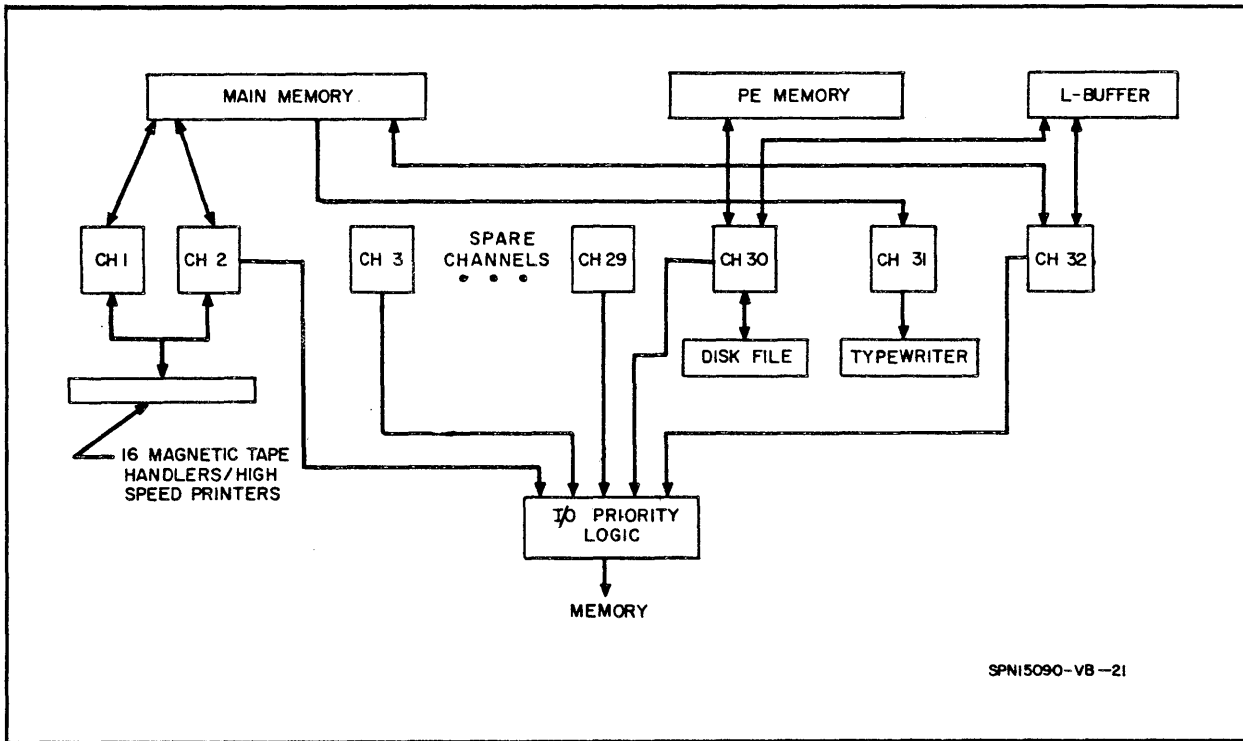 MAIN MEMORY
PE MEMORY
L-BUFFER
CH 1
CH 2
CH 3
SPARE
CHANNELS
• • •
CH 29
CH 30
CH 31
CH 32
DISK FILE
TYPEWRITER
16 MAGNETIC TAPE
HANDLERS/HIGH
SPEED PRINTERS
I/O PRIORITY
LOGIC
MEMORY
SPN15090-VB-21